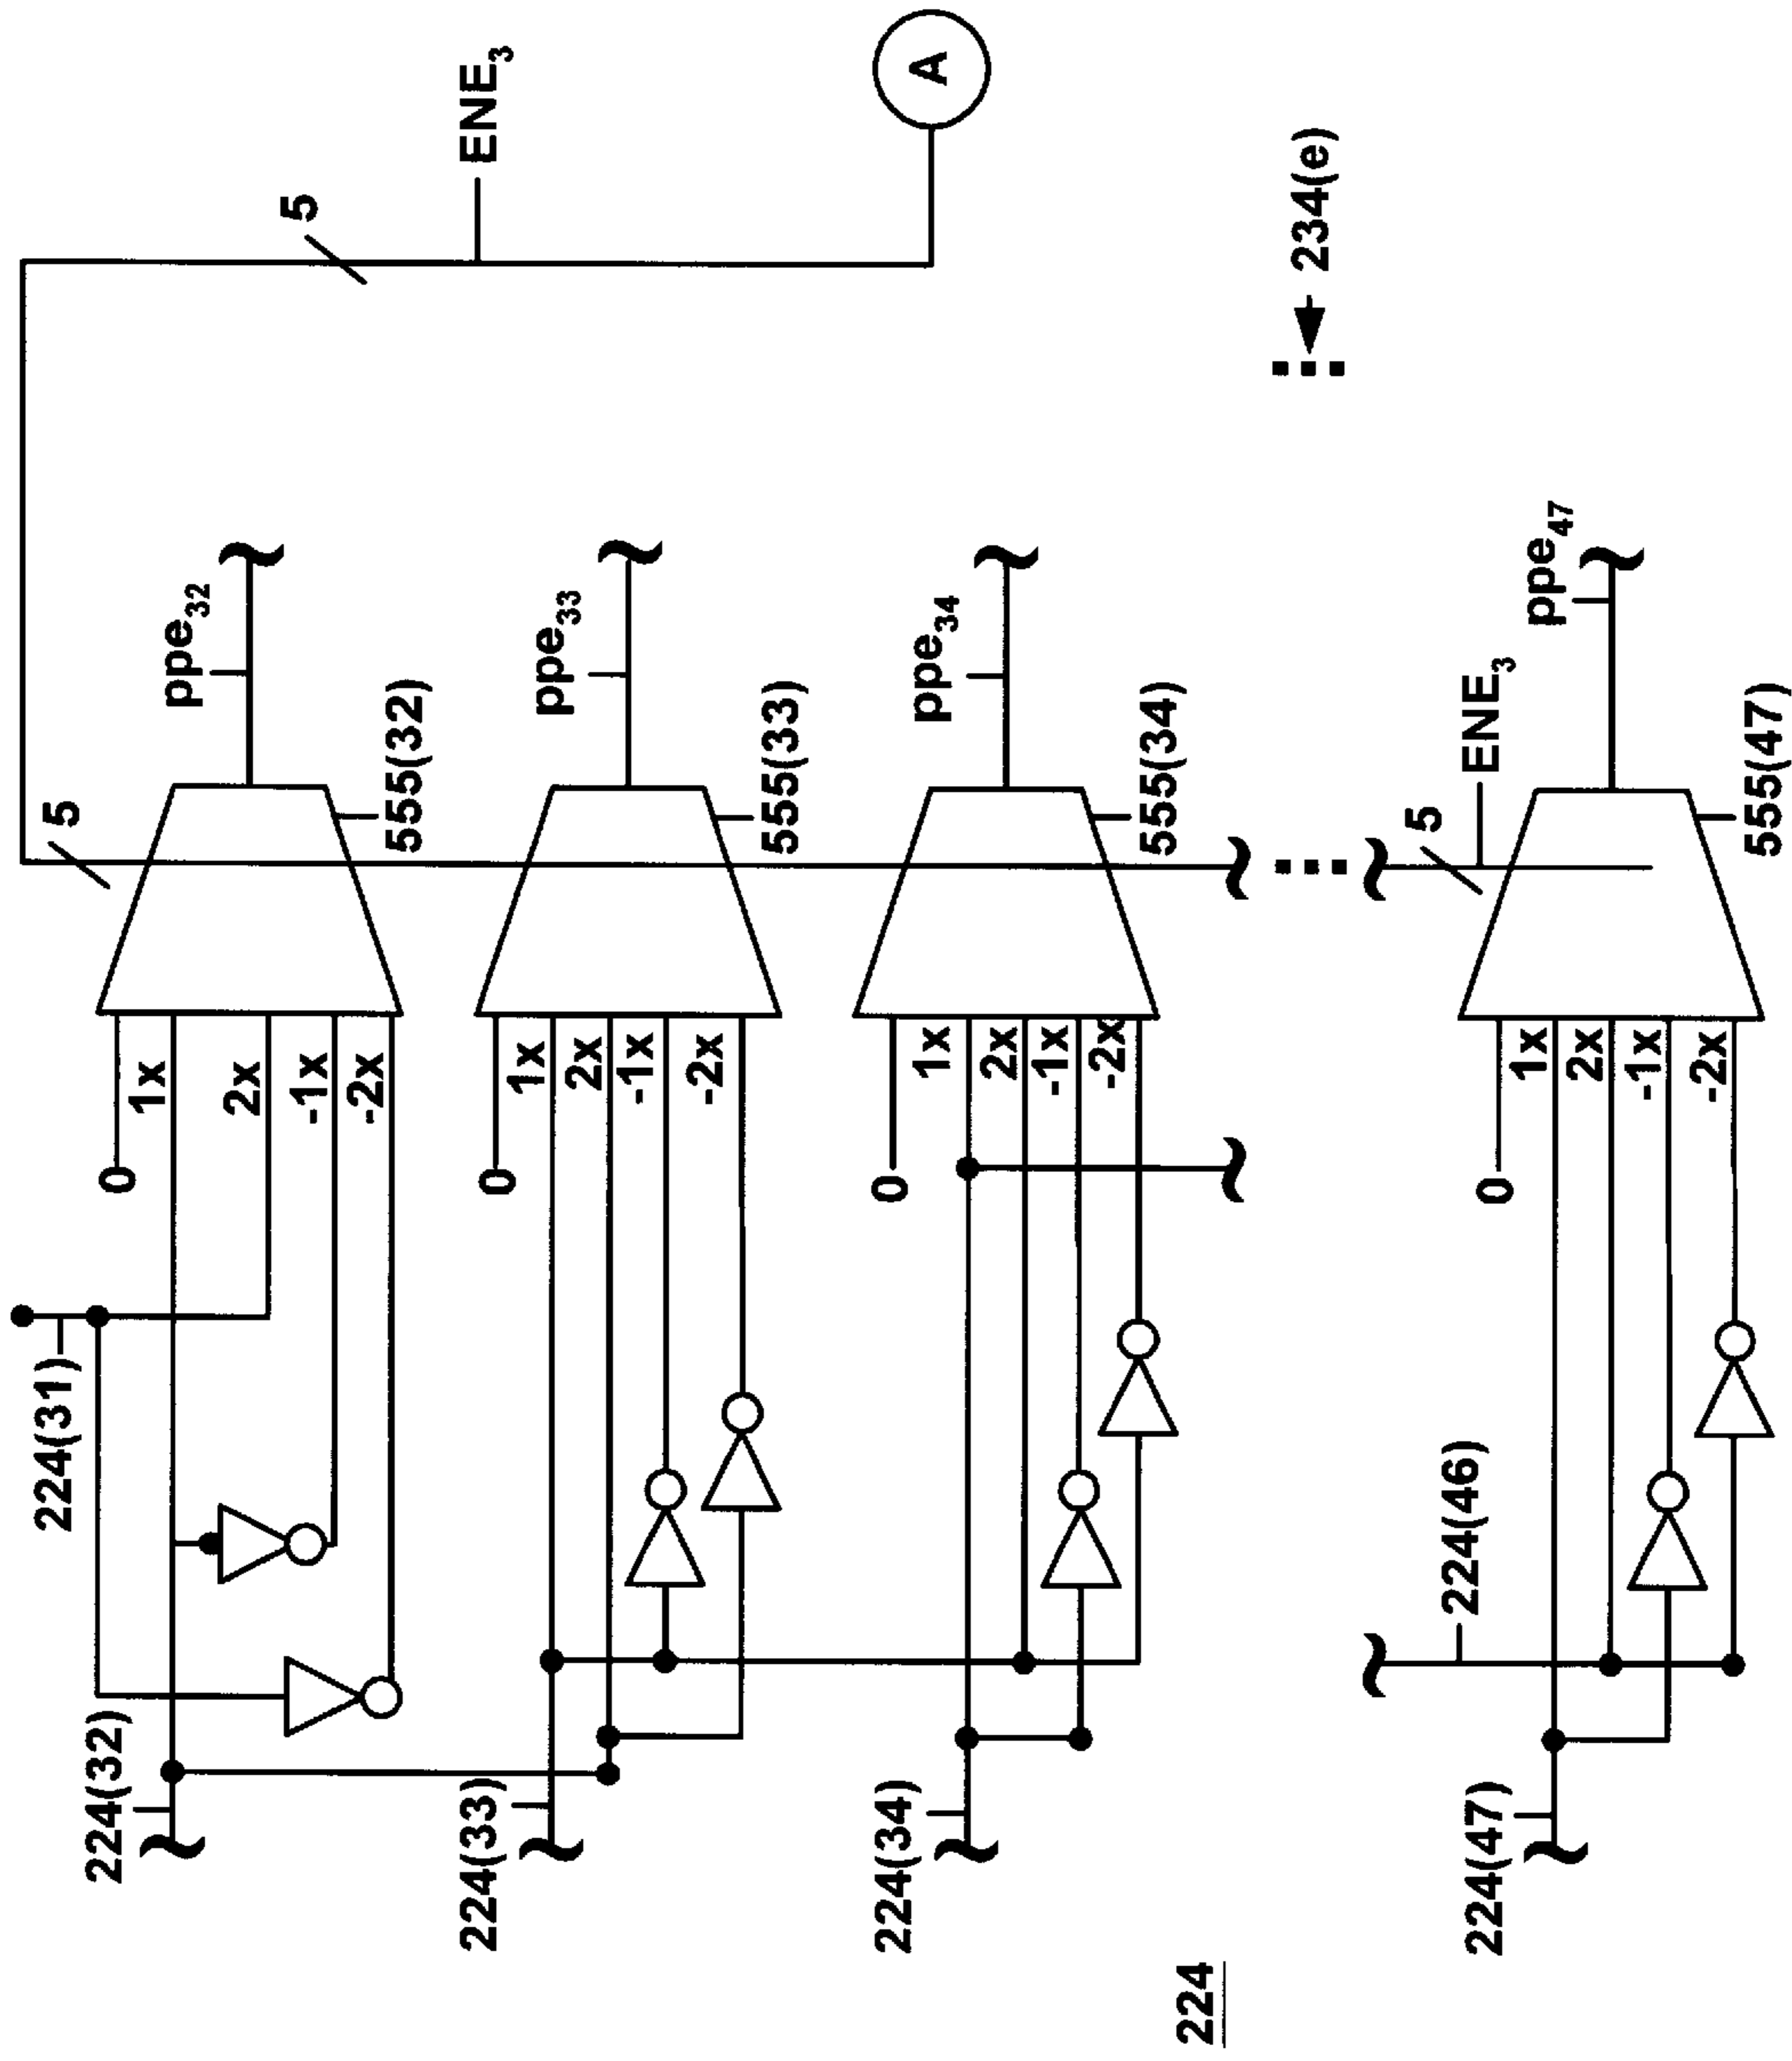 224(31)
5
224(32)
0
1x
ppe32
2x
-1x
5
-2x
555(32)
224(33)
ENE3
0
1x
ppe33
2x
-1x
-2x
555(33)
224(34)
0
1x
ppe34
A
2x
-1x
-2x
555(34)
224
234(e)
5
224(46)
224(47)
0
ENE3
1x
ppe47
2x
-1x
-2x
555(47)